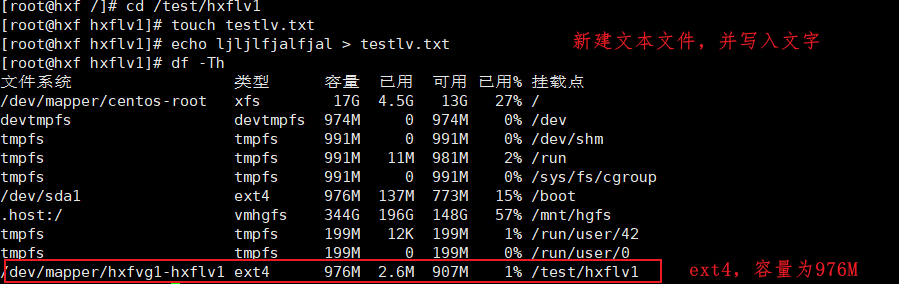 [root@hxf /]# cd /test/hxflv1
[root@hxf hxflv1]# touch testlv.txt
[root@hxf hxflv1]# echo ljljlfjalfjal > testlv.txt
新建文本文件，并写入文字
[root@hxf hxflv1]# df -Th
文件系统 类型 容量 已用 可用 已用% 挂载点
/dev/mapper/centos-root xfs 17G 4.5G 13G 27% /
devtmpfs devtmpfs 974M 0 974M 0% /dev
tmpfs tmpfs 991M 0 991M 0% /dev/shm
tmpfs tmpfs 991M 11M 981M 2% /run
tmpfs tmpfs 991M 0 991M 0% /sys/fs/cgroup
/dev/sda1 ext4 976M 137M 773M 15% /boot
.host:/ vmhgfs 344G 196G 148G 57% /mnt/hgfs
tmpfs tmpfs 199M 12K 199M 1% /run/user/42
tmpfs tmpfs 199M 0 199M 0% /run/user/0
/dev/mapper/hxfvg1-hxflv1 ext4 976M 2.6M 907M 1% /test/hxflv1
ext4，容量为976M